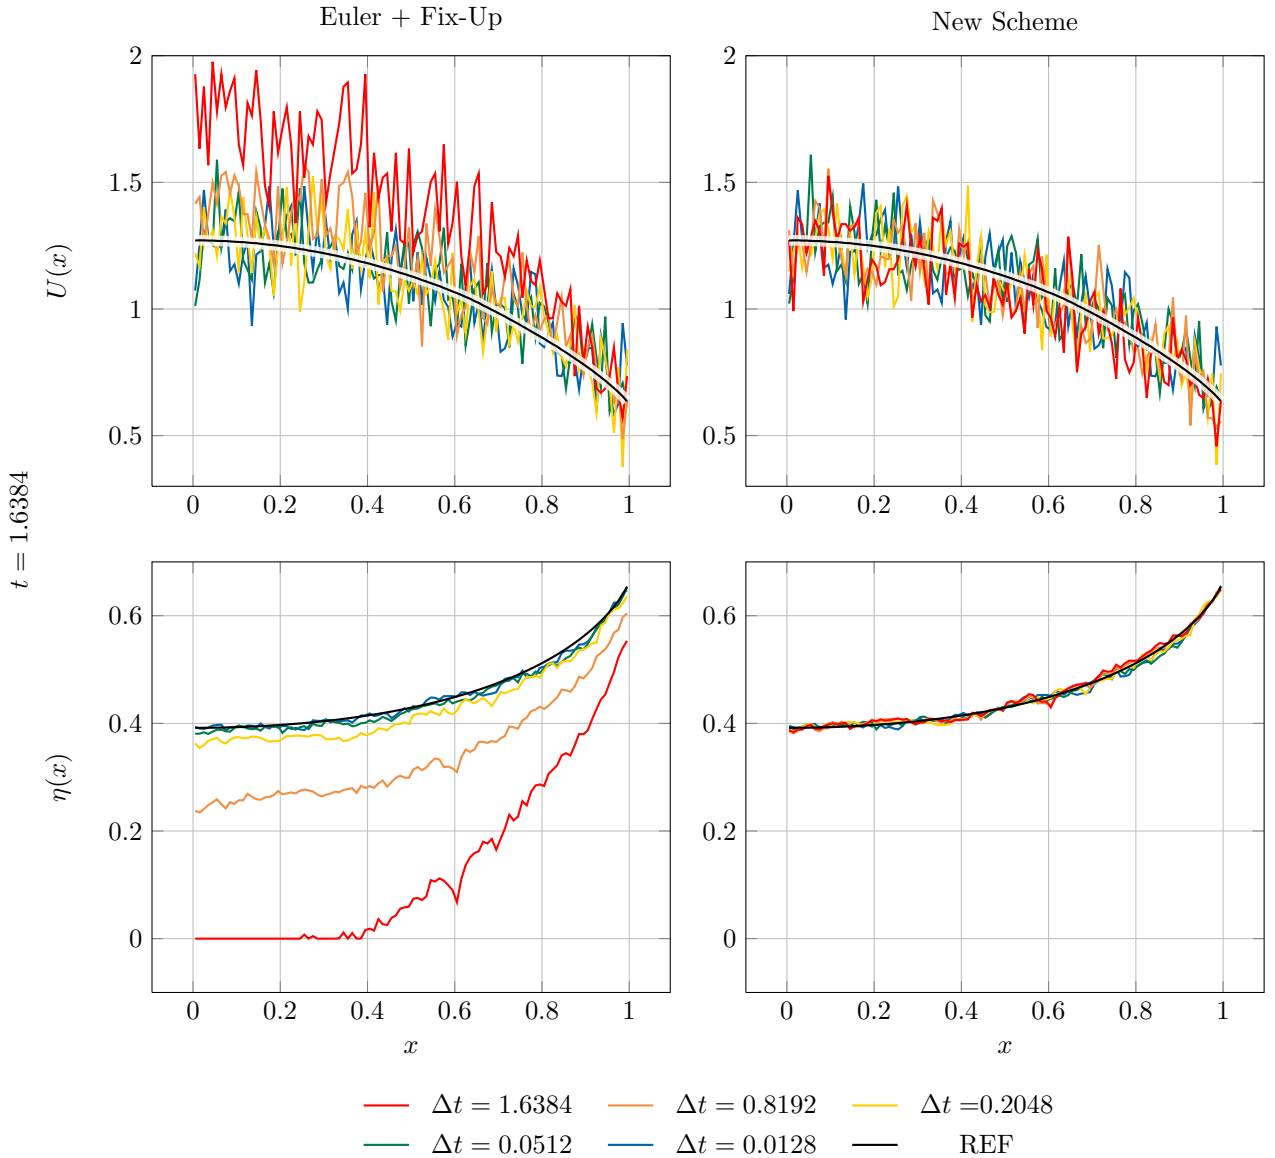 Euler + Fix-Up
New Scheme
2
1.5
1
0.5
0 0.2 0.4 0.6 0.8 1
U(x)
2
1.5
1
0.5
0 0.2 0.4 0.6 0.8 1
t = 1.6384
0.6
0.4
0.2
0
0 0.2 0.4 0.6 0.8 1
η(x)
x
0.6
0.4
0.2
0
0 0.2 0.4 0.6 0.8 1
x
Δt = 1.6384 Δt = 0.8192 Δt =0.2048
Δt = 0.0512 Δt = 0.0128 REF